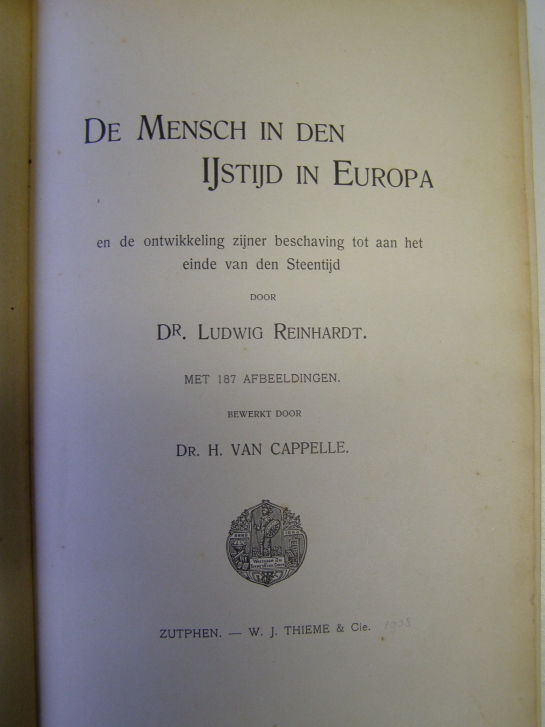 DE MENSCH IN DEN
IJSTIJD IN EUROPA
en de ontwikkeling zijner beschaving tot aan het
einde van den Steentijd
DOOR
DR. LUDWIG REINHARDT.
MET 187 AFBEELDINGEN.
BEWERKT DOOR
DR. H. VAN CAPPELLE.
ZUTPHEN. — W. J. THIEME & Cie.